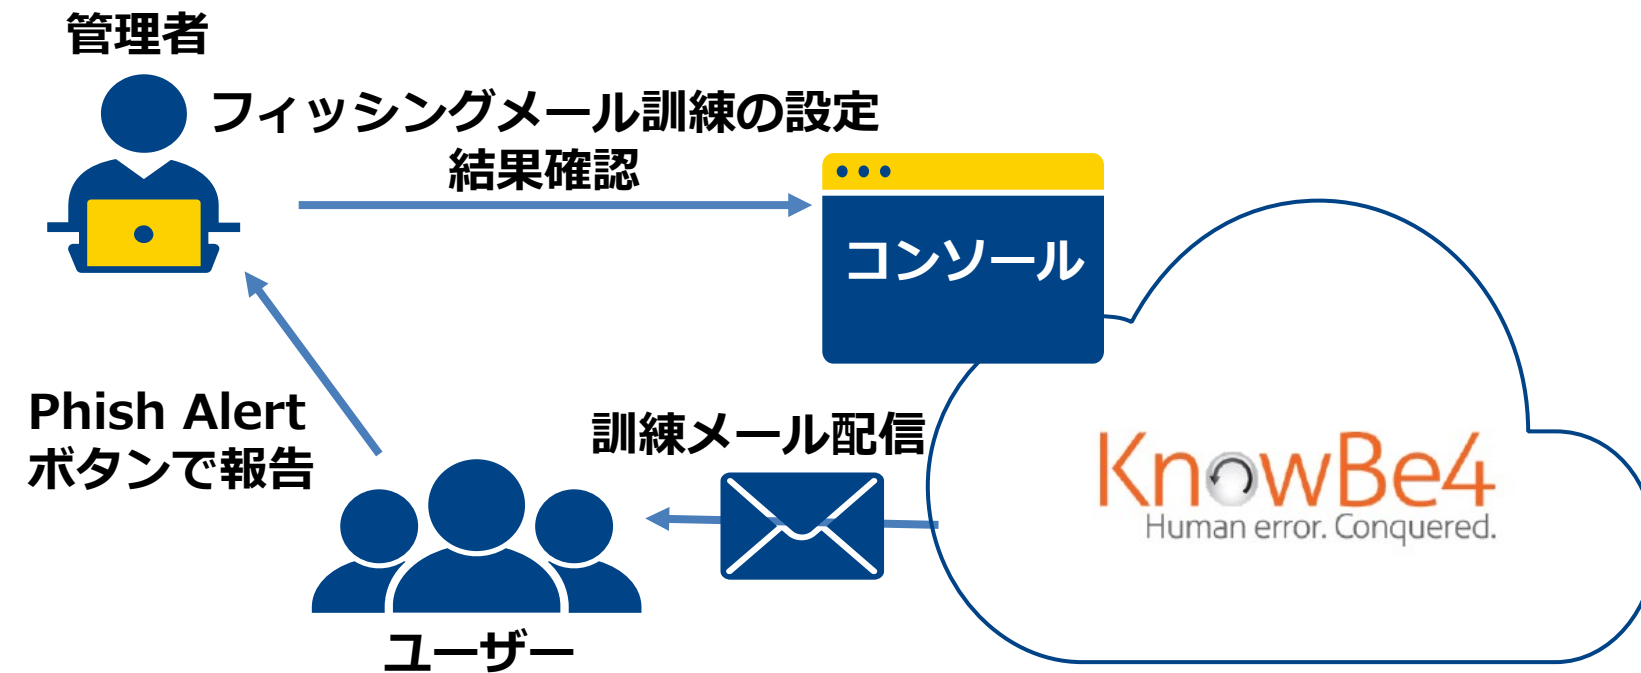 管理者
フィッシングメール訓練の設定
結果確認
コンソール
Phish Alert
ボタンで報告
訓練メール配信
KnowBe4
Human error. Conquered.
ユーザー